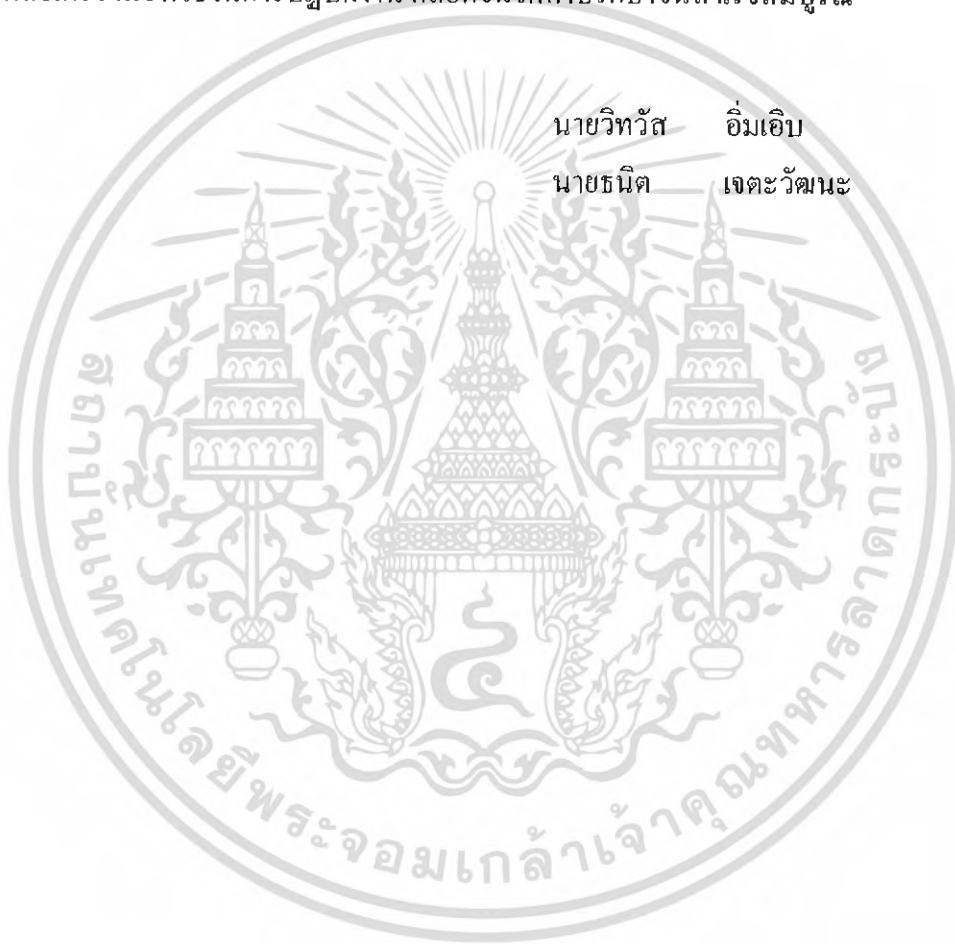 นายวิทวัส อิ่มเอิบ
นายธนิต เจตะวัฒนะ
สถาบันเทคโนโลยีพระจอมเกล้าเจ้าคุณทหารลาดกระบัง
๔